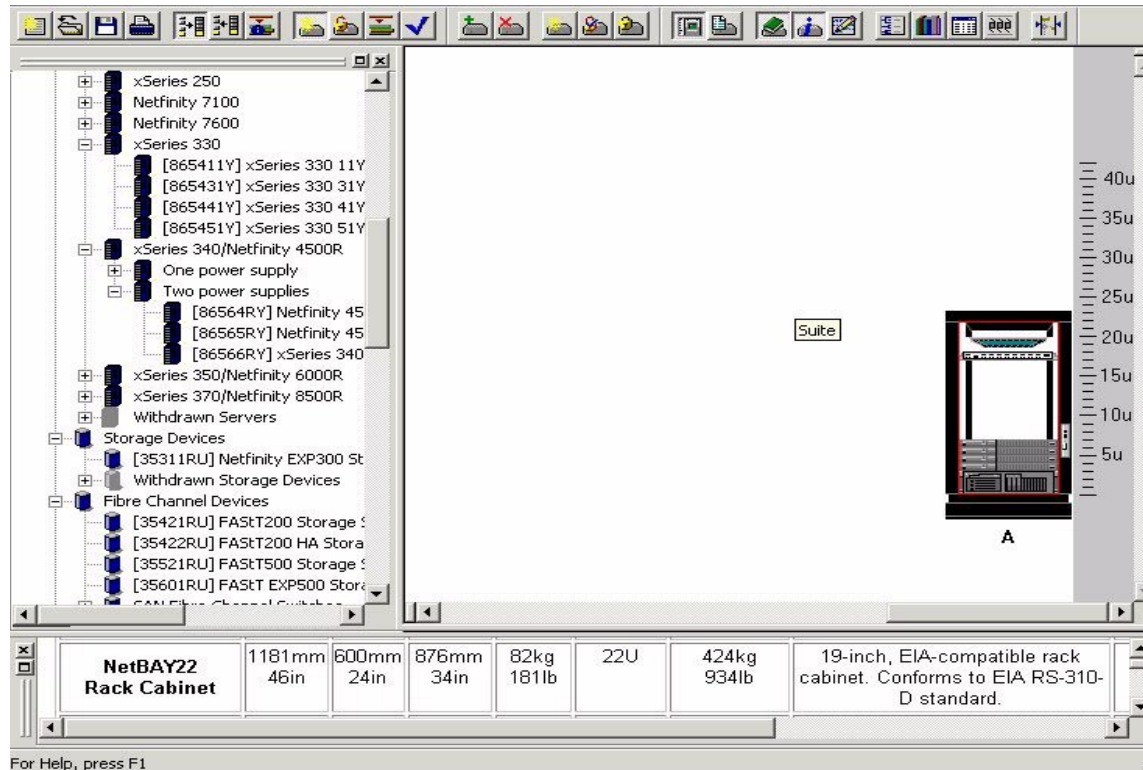 xSeries 250
Netfinity 7100
Netfinity 7600
xSeries 330
[865411Y] xSeries 330 11Y
[865431Y] xSeries 330 31Y
[865441Y] xSeries 330 41Y
[865451Y] xSeries 330 51Y
xSeries 340/Netfinity 4500R
One power supply
Two power supplies
[86564RY] Netfinity 45
[86565RY] Netfinity 45
[86566RY] xSeries 340
xSeries 350/Netfinity 6000R
xSeries 370/Netfinity 8500R
Withdrawn Servers
Storage Devices
[35311RU] Netfinity EXP300 St
Withdrawn Storage Devices
Fibre Channel Devices
[35421RU] FAStT200 Storage S
[35422RU] FAStT200 HA Stora
[35521RU] FAStT500 Storage S
[35601RU] FAStT EXP500 Stora
SAN Fibre Channel Switches
Suite
40u
35u
30u
25u
20u
15u
10u
5u
A
NetBAY22
Rack Cabinet
1181mm
46in
600mm
24in
876mm
34in
82kg
181lb
22U
424kg
934lb
19-inch, EIA-compatible rack
cabinet. Conforms to EIA RS-310-
D standard.
For Help, press F1